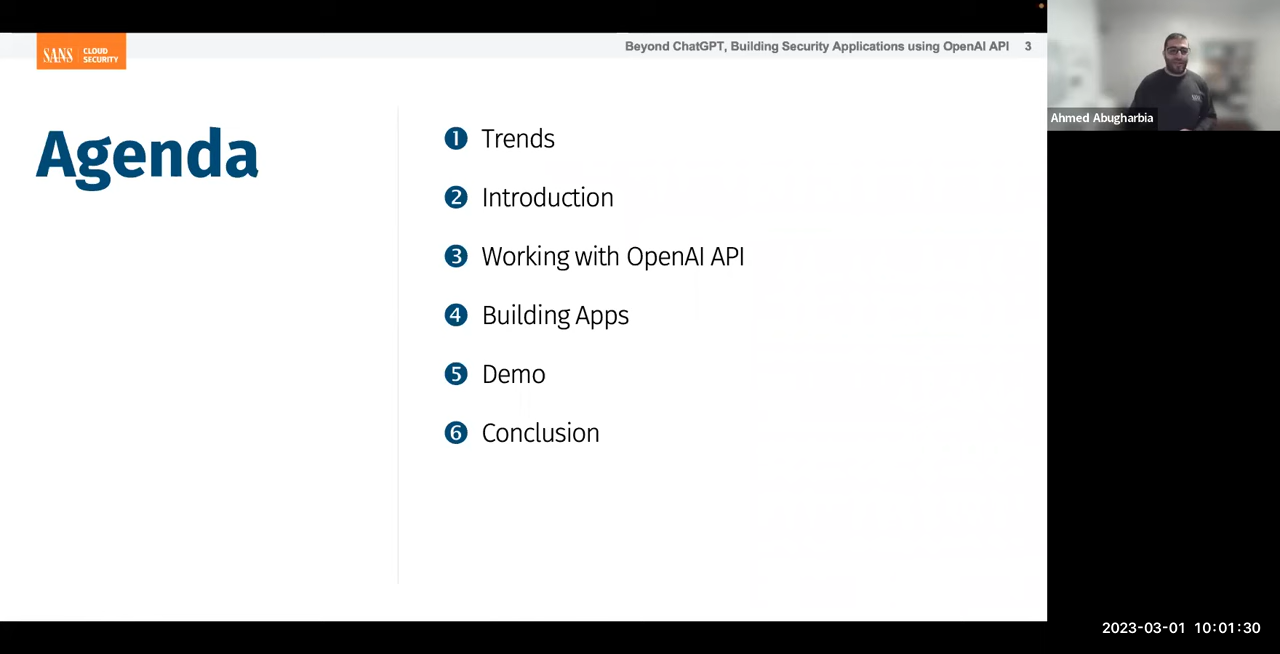 SANS CLOUD SECURITY
Beyond ChatGPT, Building Security Applications using OpenAI API 3
Ahmed Abugharbia
Agenda
1 Trends
2 Introduction
3 Working with OpenAI API
4 Building Apps
5 Demo
6 Conclusion
2023-03-01 10:01:30